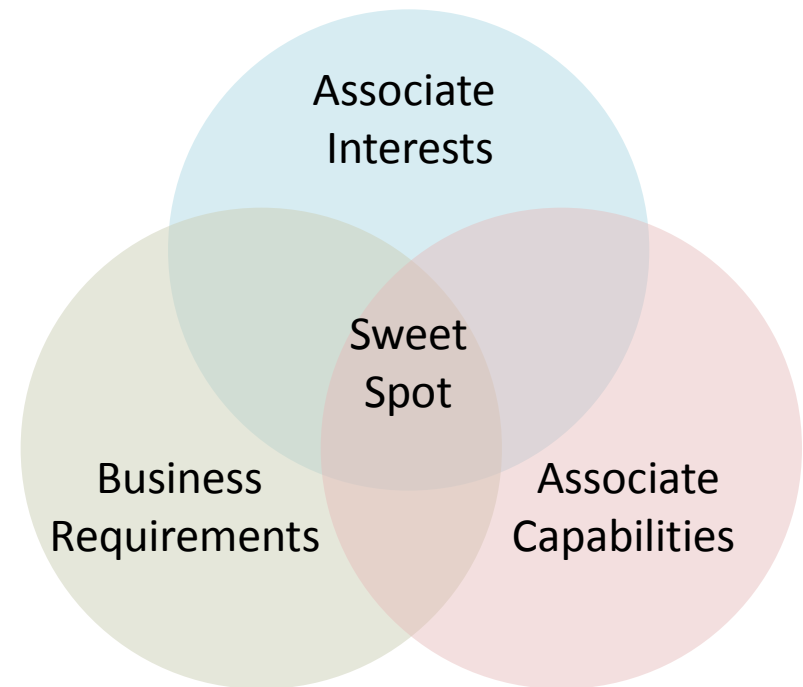 Associate
Interests
Sweet
Spot
Business
Requirements
Associate
Capabilities